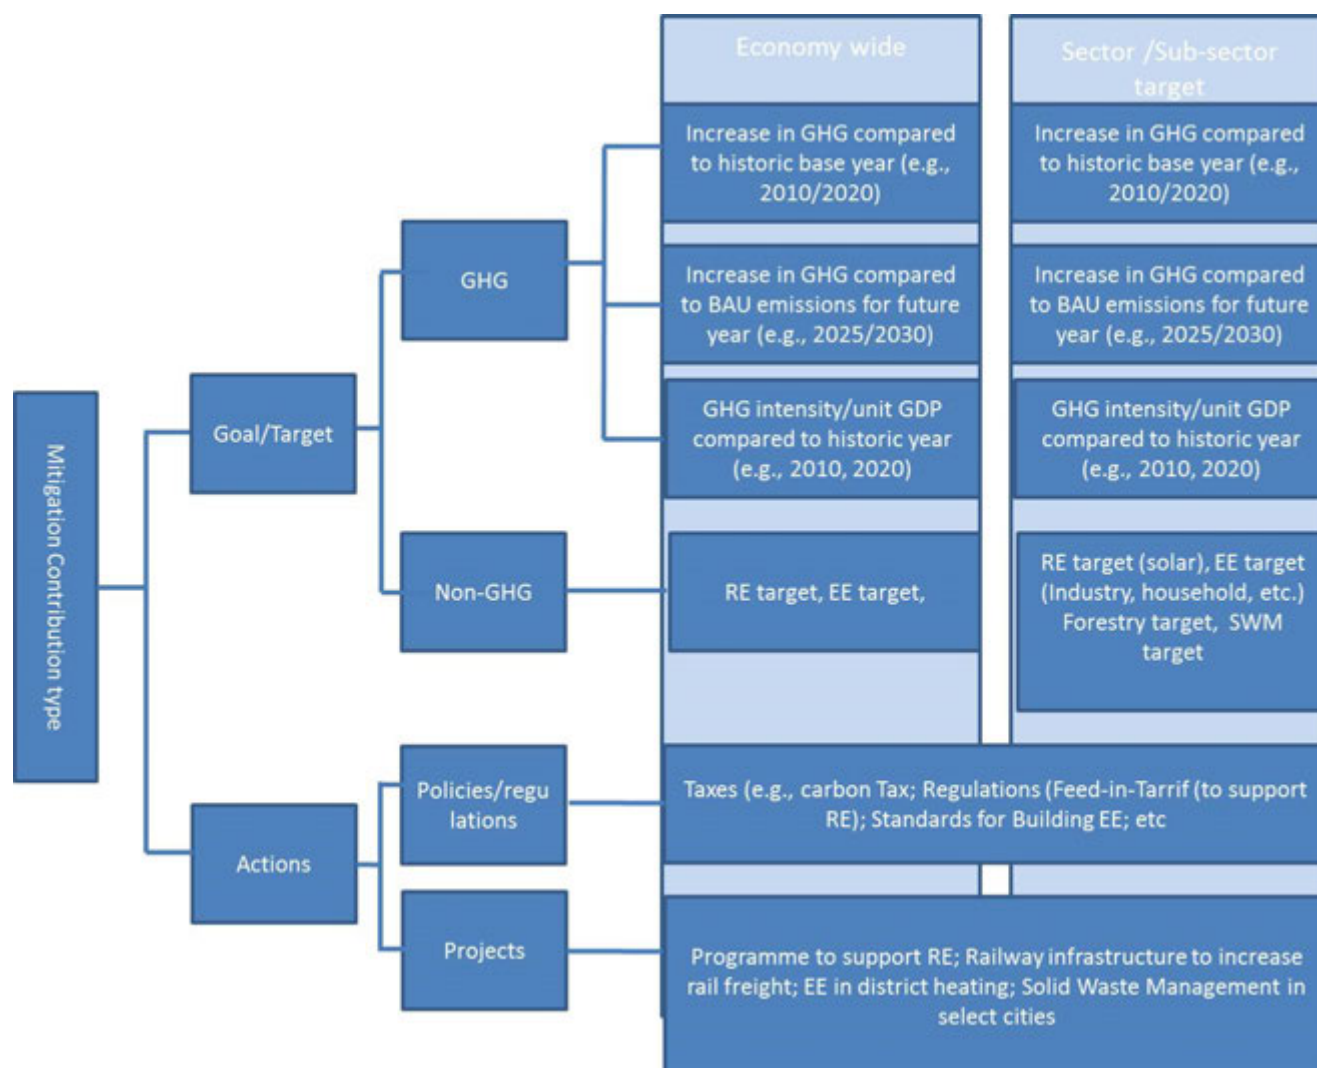 Economy wide
Sector /Sub-sector
target
Increase in GHG compared
to historic base year (e.g.,
2010/2020)
Increase in GHG compared
to historic base year (e.g.,
2010/2020)
GHG
Increase in GHG compared
to BAU emissions for future
year (e.g., 2025/2030)
Increase in GHG compared
to BAU emissions for future
year (e.g., 2025/2030)
Goal/Target
GHG intensity/unit GDP
compared to historic year
(e.g., 2010, 2020)
GHG intensity/unit GDP
compared to historic year
(e.g., 2010, 2020)
Mitigation Contribution type
Non-GHG
RE target, EE target,
RE target (solar), EE target
(Industry, household, etc.)
Forestry target, SWM
target
Policies/regu
lations
Taxes (e.g., carbon Tax; Regulations (Feed-in-Tarrif (to support
RE); Standards for Building EE; etc
Actions
Projects
Programme to support RE; Railway infrastructure to increase
rail freight; EE in district heating; Solid Waste Management in
select cities